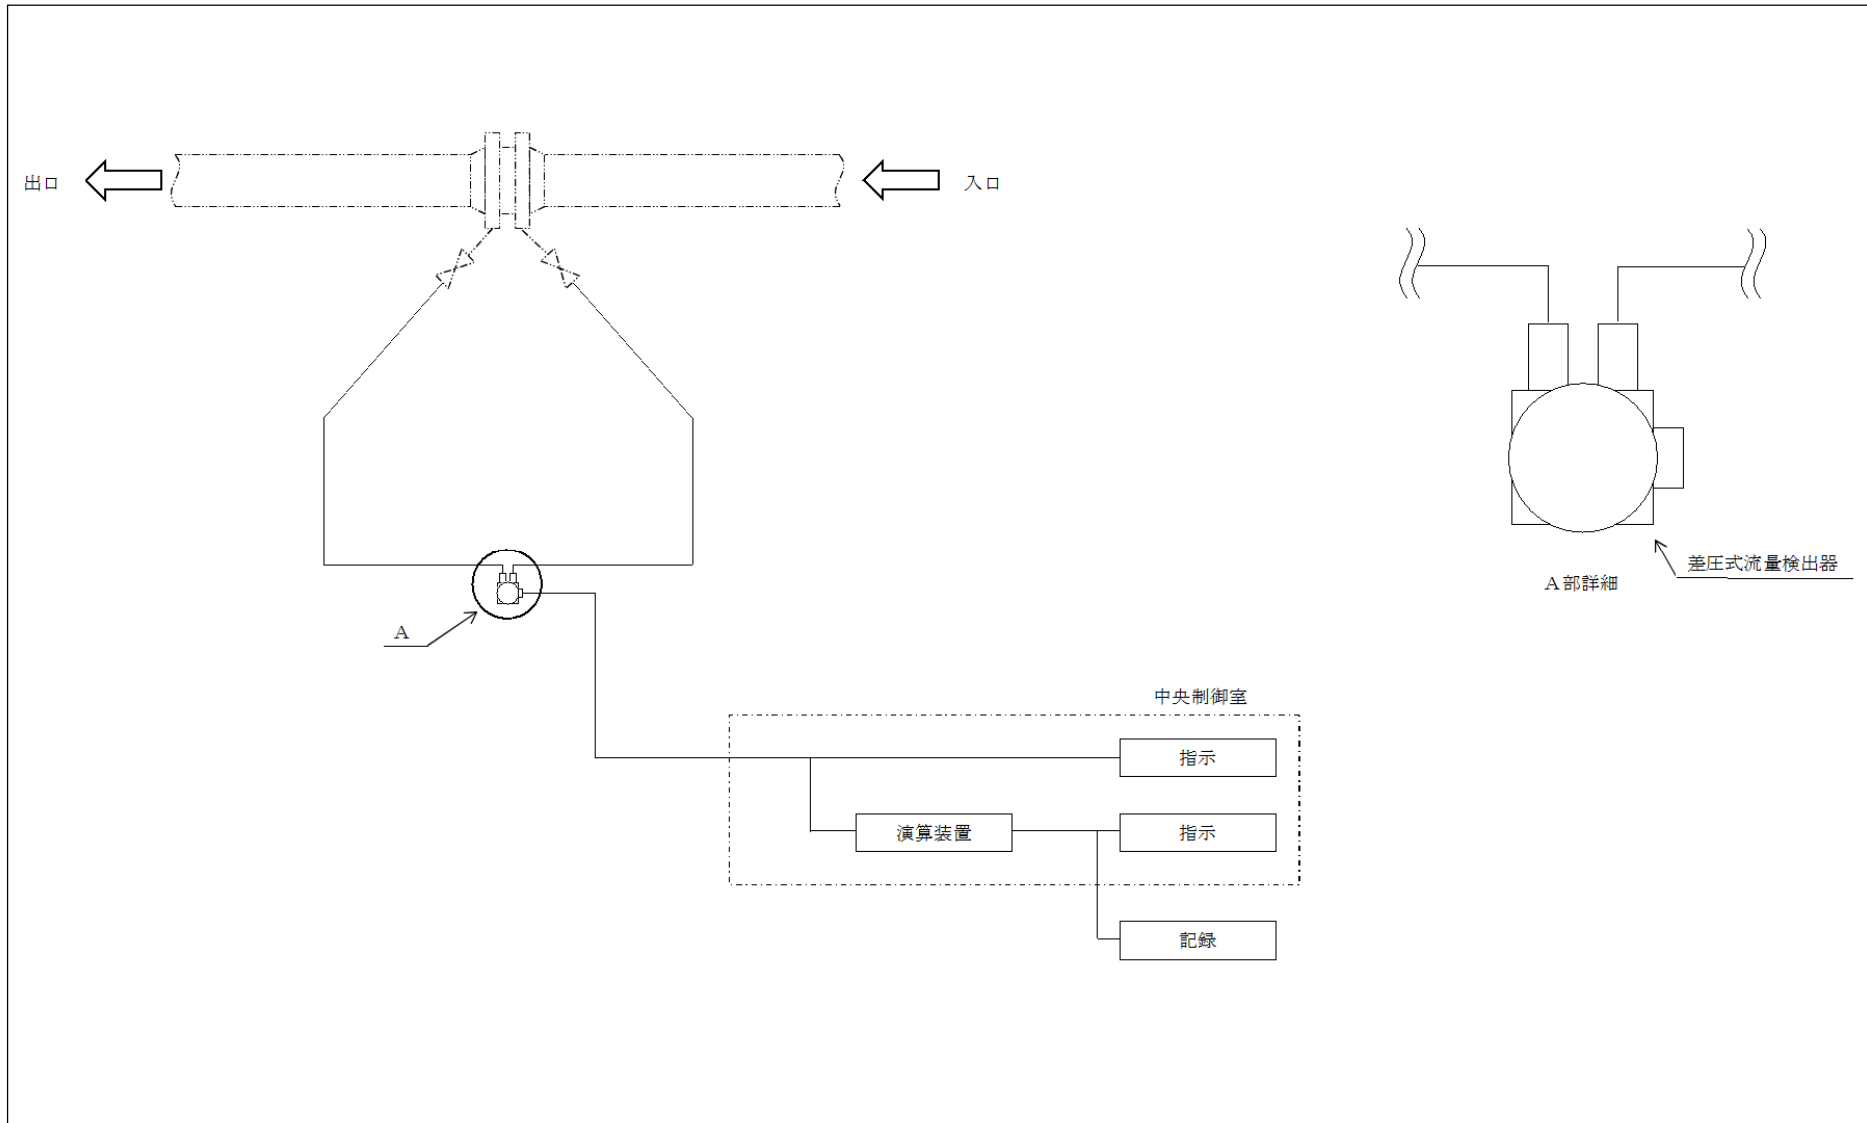 出口
入口
差圧式流量検出器
A部詳細
A
中央制御室
指示
演算装置
指示
記録